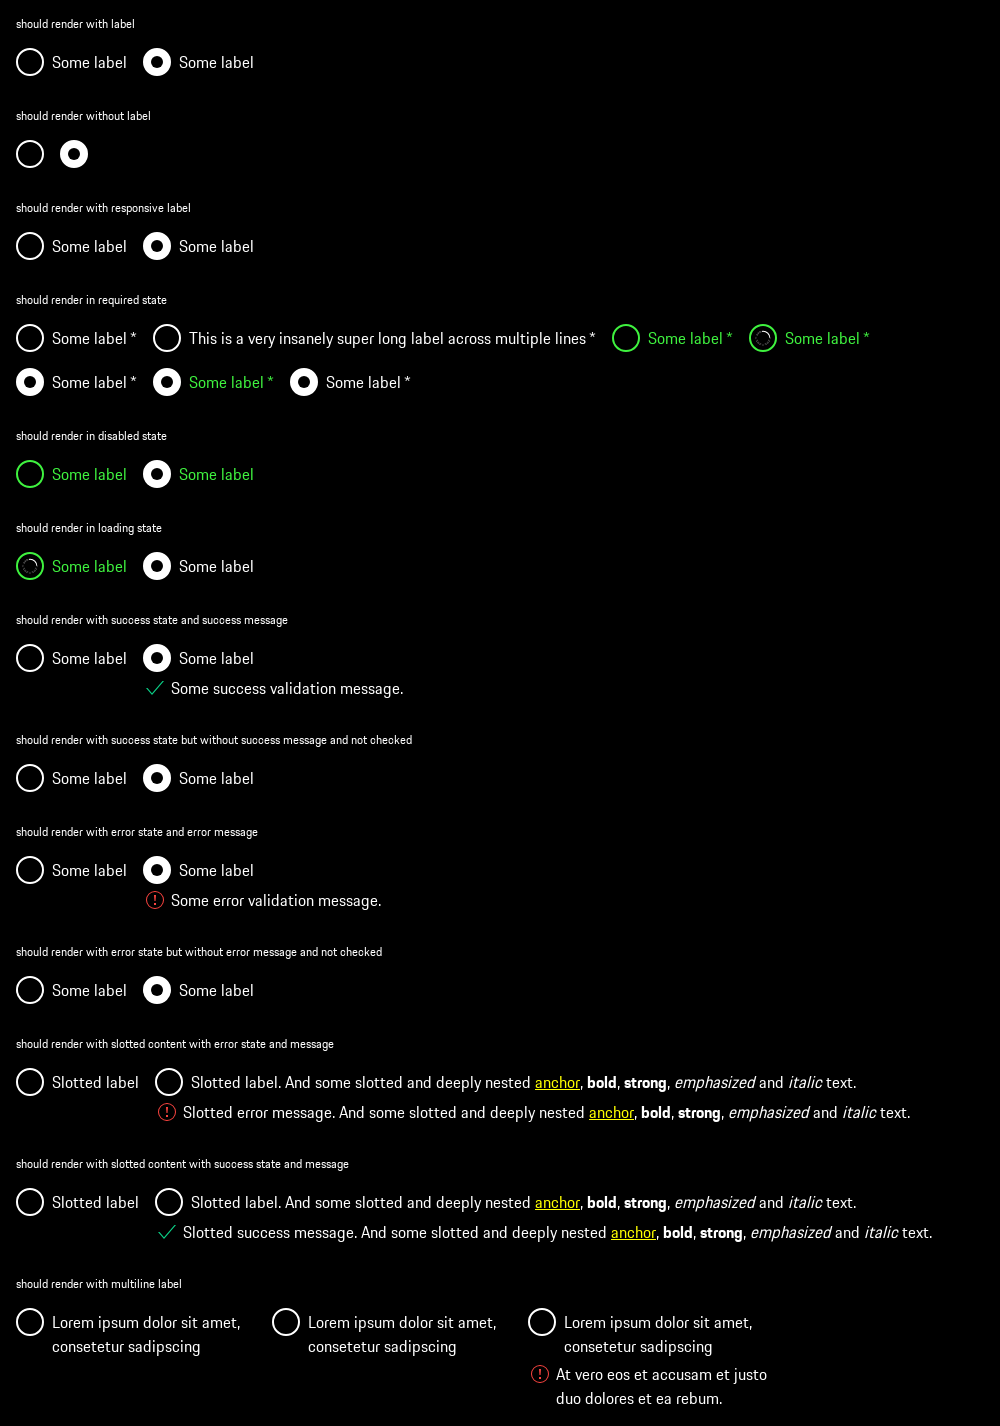 should render with label
Some label Some label
should render without label
should render with responsive label
Some label Some label
should render in required state
Some label * This is a very insanely super long label across multiple lines * Some label * Some label *
Some label * Some label * Some label *
should render in disabled state
Some label Some label
should render in loading state
Some label Some label
should render with success state and success message
Some label Some label
Some success validation message.
should render with success state but without success message and not checked
Some label Some label
should render with error state and error message
Some label Some label
Some error validation message.
should render with error state but without error message and not checked
Some label Some label
should render with slotted content with error state and message
Slotted label Slotted label. And some slotted and deeply nested anchor, bold, strong, emphasized and italic text.
Slotted error message. And some slotted and deeply nested anchor, bold, strong, emphasized and italic text.
should render with slotted content with success state and message
Slotted label Slotted label. And some slotted and deeply nested anchor, bold, strong, emphasized and italic text.
Slotted success message. And some slotted and deeply nested anchor, bold, strong, emphasized and italic text.
should render with multiline label
Lorem ipsum dolor sit amet,
consetetur sadipscing
Lorem ipsum dolor sit amet,
consetetur sadipscing
Lorem ipsum dolor sit amet,
consetetur sadipscing
At vero eos et accusam et justo
duo dolores et ea rebum.